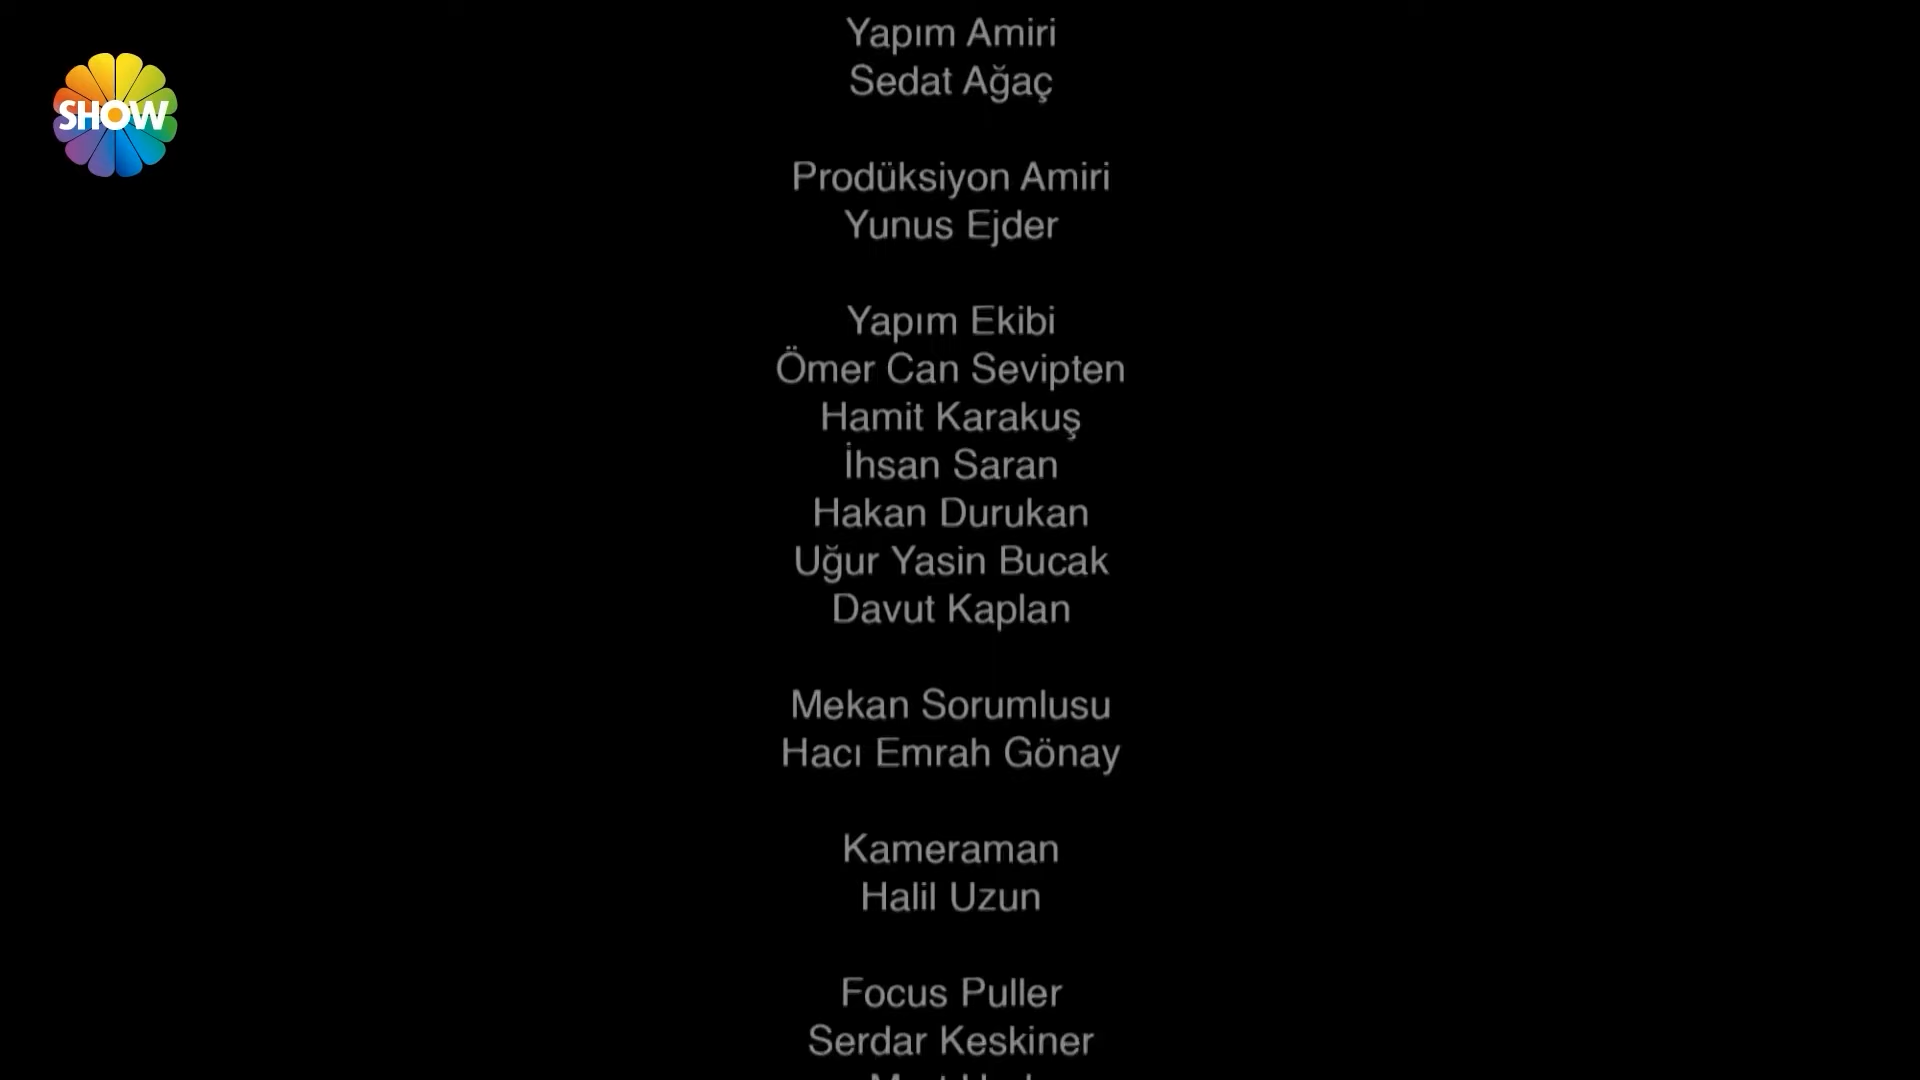 SHOW
Yapım Amiri
Sedat Ağaç
Prodüksiyon Amiri
Yunus Ejder
Yapım Ekibi
Ömer Can Sevipten
Hamit Karakuş
İhsan Saran
Hakan Durukan
Uğur Yasin Bucak
Davut Kaplan
Mekan Sorumlusu
Hacı Emrah Gönay
Kameraman
Halil Uzun
Focus Puller
Serdar Keskiner